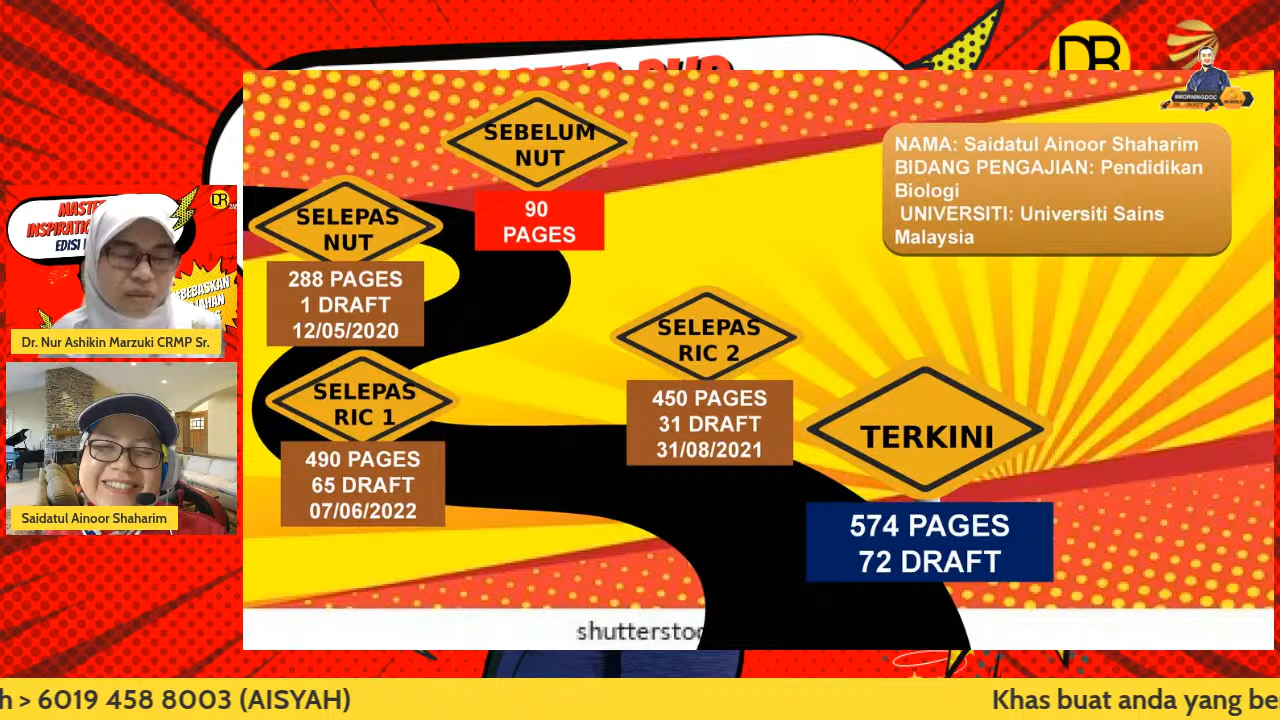 DR
#MORNINGDOC
SEBELUM
NUT
90
PAGES
SELEPAS
NUT
288 PAGES
1 DRAFT
12/05/2020
SELEPAS
RIC 1
490 PAGES
65 DRAFT
07/06/2022
NAMA: Saidatul Ainoor Shaharim
BIDANG PENGAJIAN: Pendidikan
Biologi
UNIVERSITI: Universiti Sains
Malaysia
SELEPAS
RIC 2
450 PAGES
31 DRAFT
31/08/2021
TERKINI
574 PAGES
72 DRAFT
DR
Dr. Nur Ashikin Marzuki CRMP Sr.
Saidatul Ainoor Shaharim
h > 6019 458 8003 (AISYAH)
Khas buat anda yang be